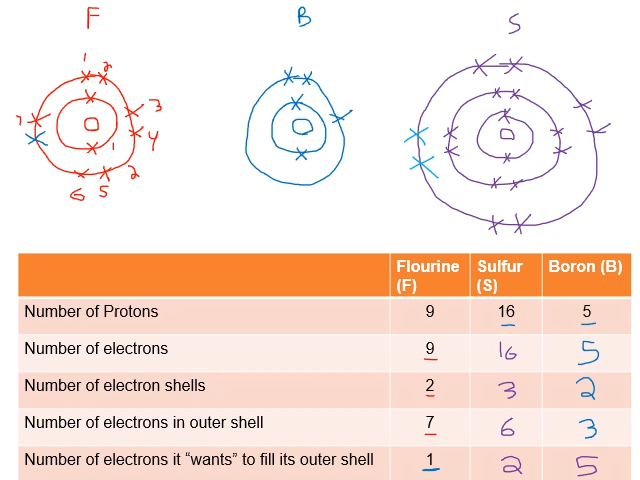 F B S
1 2
3
7 4
1
2
6 5
Flourine (F) Sulfur (S) Boron (B)
Number of Protons 9 16 5
Number of electrons 9 16 5
Number of electron shells 2 3 2
Number of electrons in outer shell 7 6 3
Number of electrons it “wants” to fill its outer shell 1 2 5